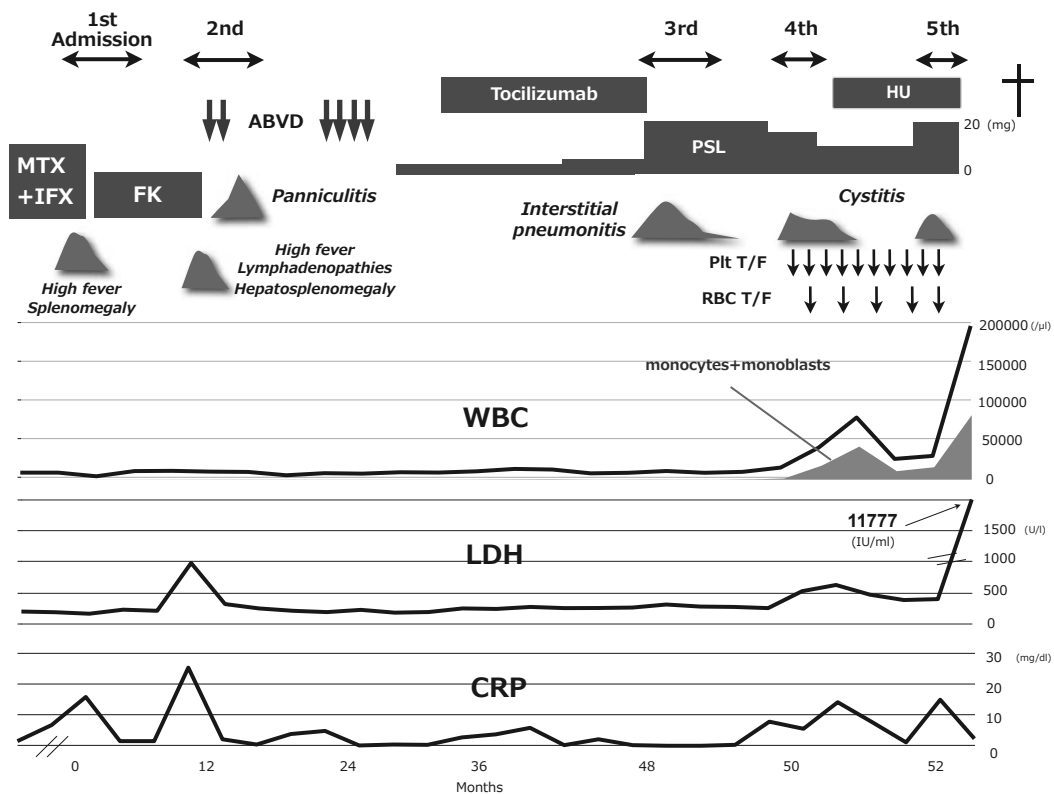 1st
Admission
2nd
3rd
4th
5th
Tocilizumab
HU
ABVD
20 (mg)
PSL
0
MTX
+IFX
FK
Panniculitis
Interstitial
pneumonitis
Cystitis
High fever
Lymphadenopathies
Hepatosplenomegaly
High fever
Splenomegaly
Plt T/F
RBC T/F
200000 (/μl)
monocytes+monoblasts
150000
100000
WBC
50000
0
11777
(IU/ml)
1500 (U/l)
LDH
1000
500
0
30 (mg/dl)
CRP
20
10
0
0 12 24 36 48 50 52
Months